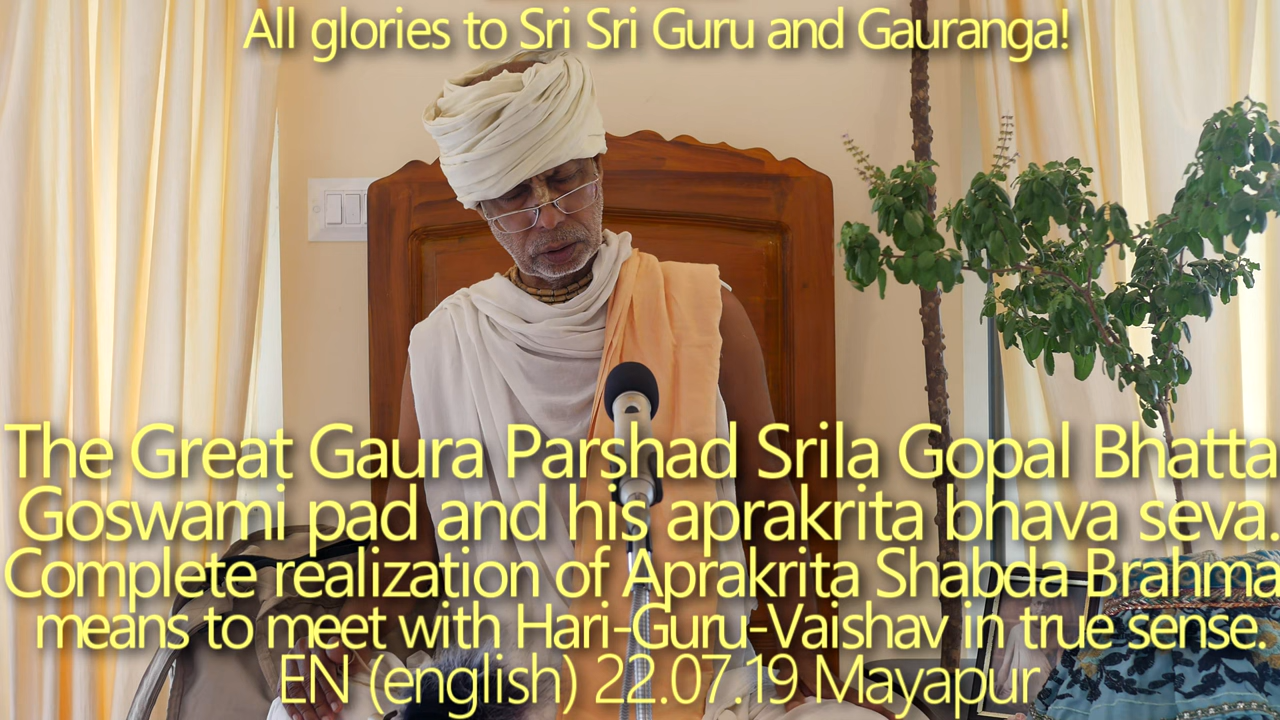 All glories to Sri Sri Guru and Gauranga!
The Great Gaura Parshad Srila Gopal Bhatta
Goswami pad and his aprakrita bhava seva.
Complete realization of Aprakrita Shabda Brahma
means to meet with Hari-Guru-Vaishav in true sense.
EN (english) 22.07.19 Mayapur